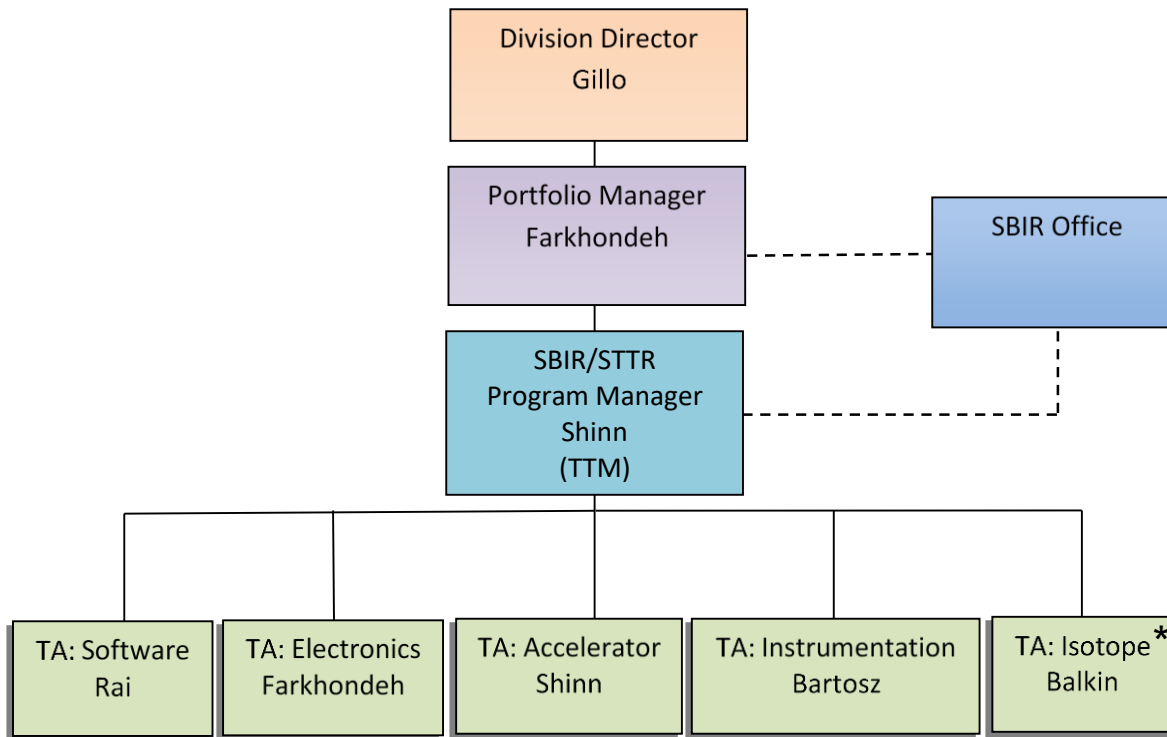 Division Director
Gillo
Portfolio Manager
Farkhondeh
SBIR Office
SBIR/STTR
Program Manager
Shinn
(TTM)
TA: Software
Rai
TA: Electronics
Farkhondeh
TA: Accelerator
Shinn
TA: Instrumentation
Bartosz
TA: Isotope*
Balkin